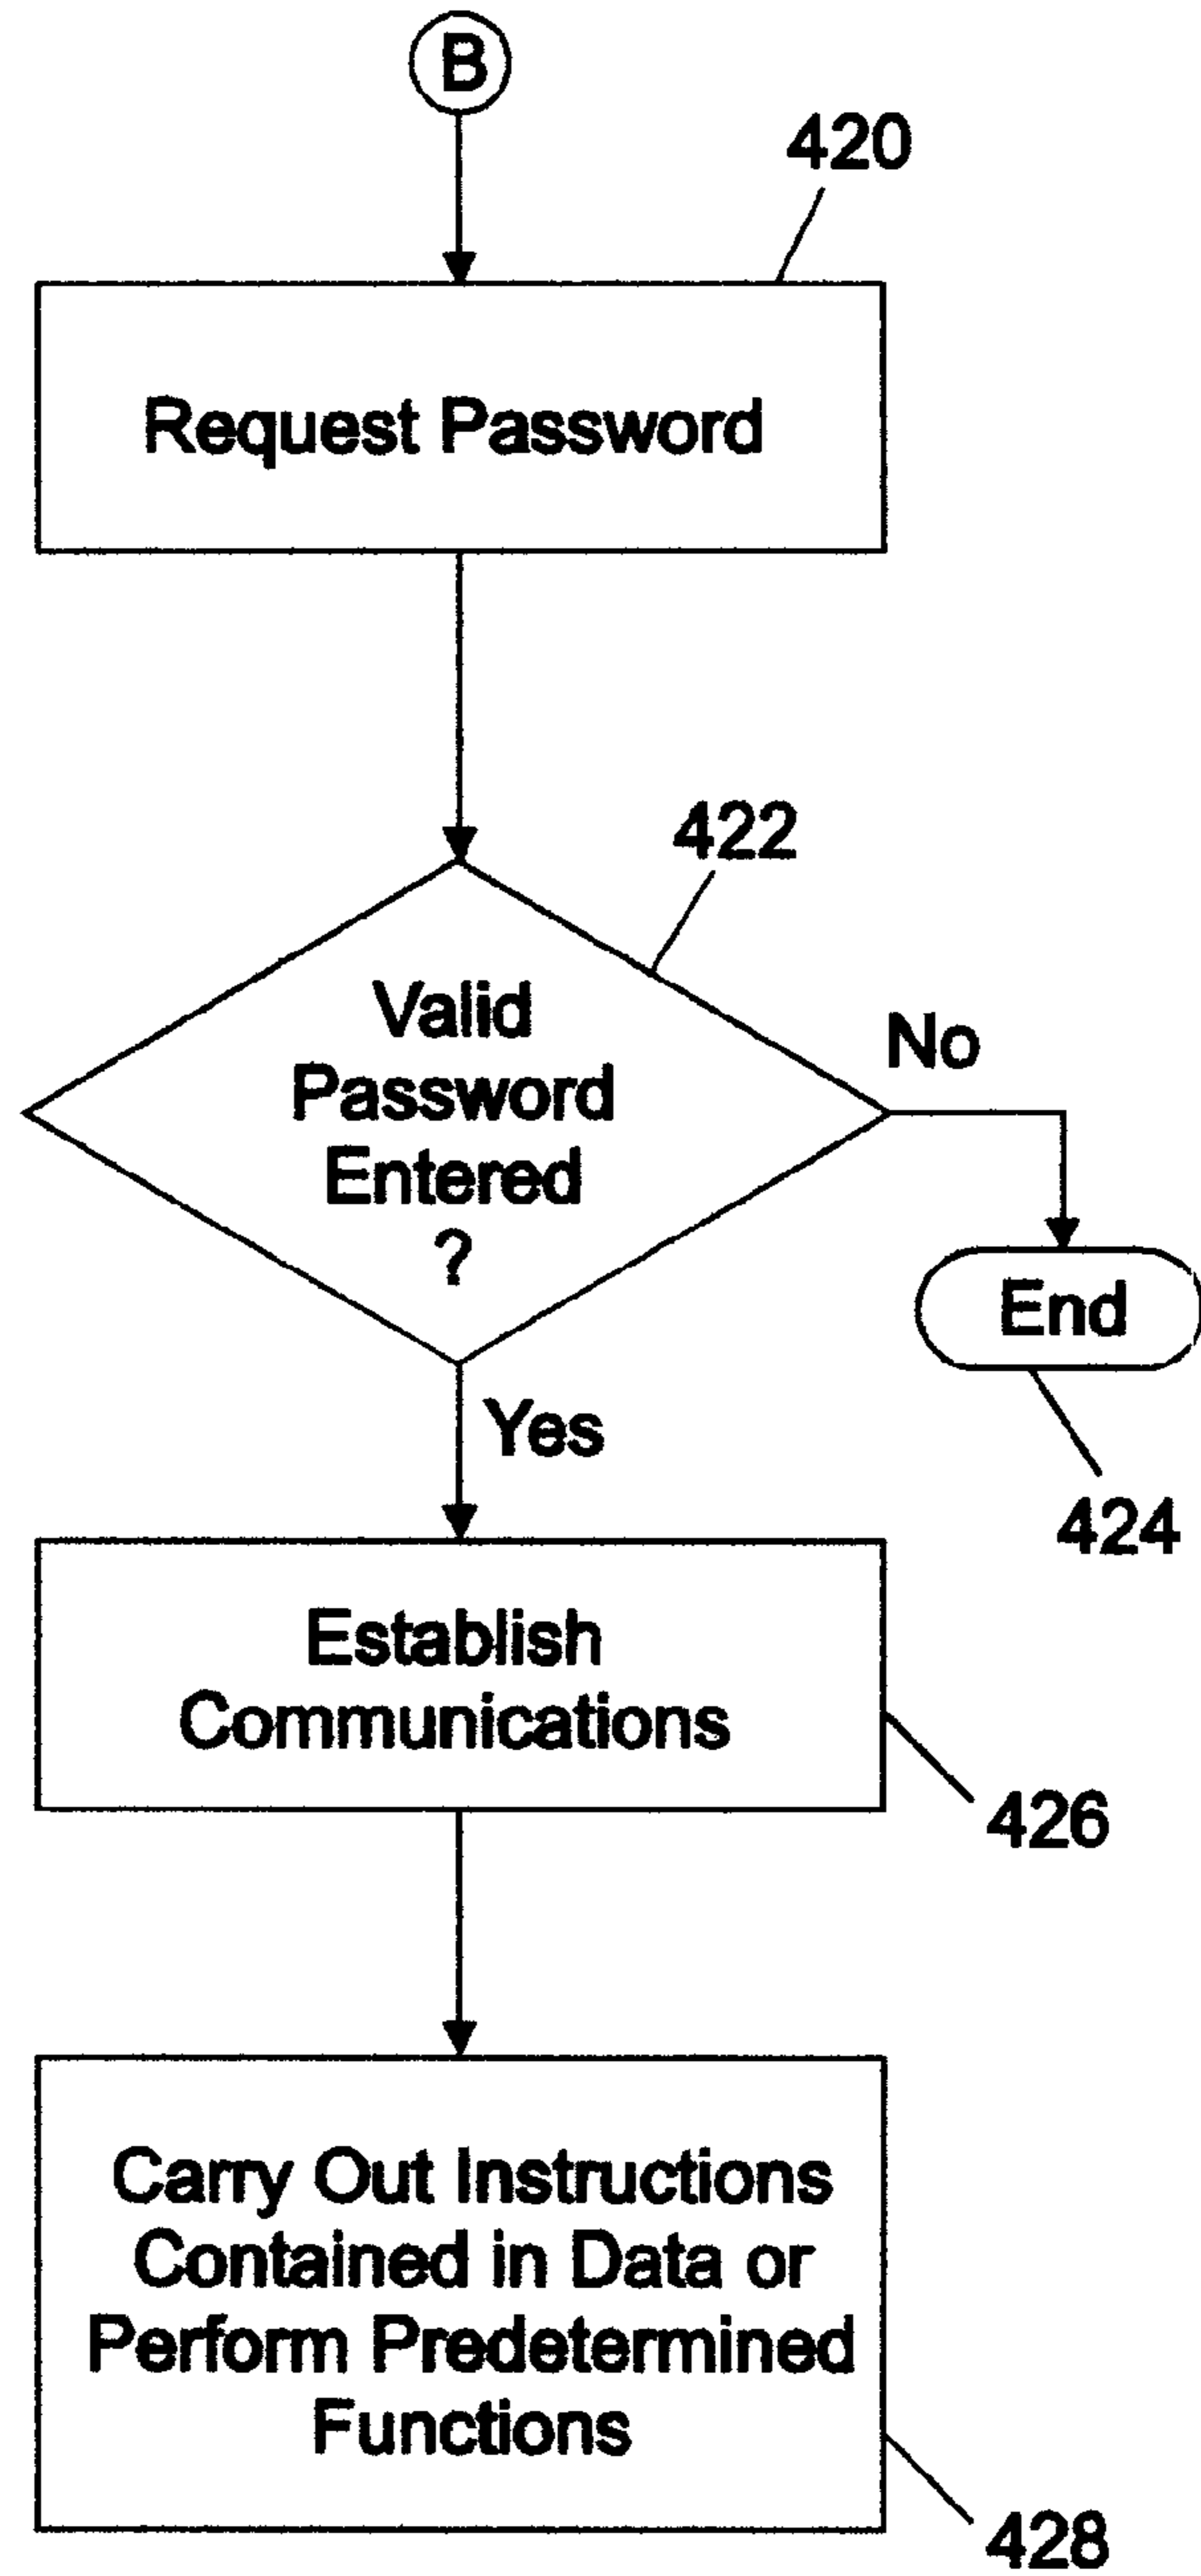 B
420
Request Password
422
Valid
Password
Entered
?
No
End
Yes
424
Establish
Communications
426
Carry Out Instructions
Contained in Data or
Perform Predetermined
Functions
428